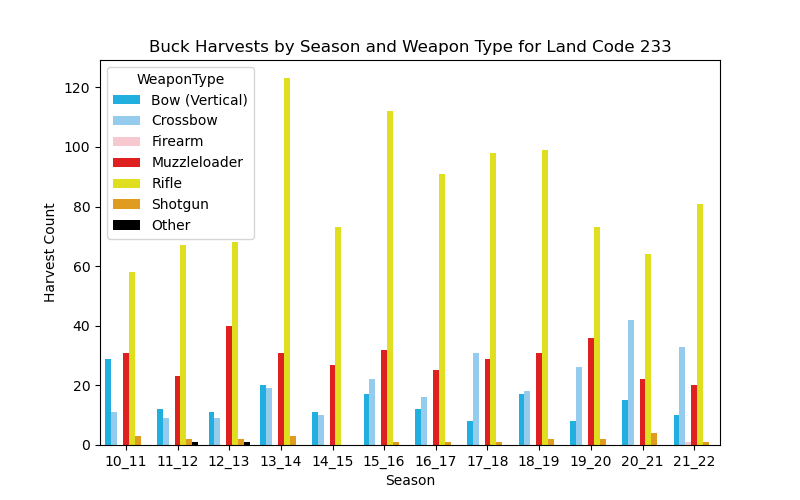 Buck Harvests by Season and Weapon Type for Land Code 233
WeaponType
Bow (Vertical)
Crossbow
Firearm
Muzzleloader
Rifle
Shotgun
Other
Harvest Count
120
100
80
60
40
20
0
10_11 11_12 12_13 13_14 14_15 15_16 16_17 17_18 18_19 19_20 20_21 21_22
Season